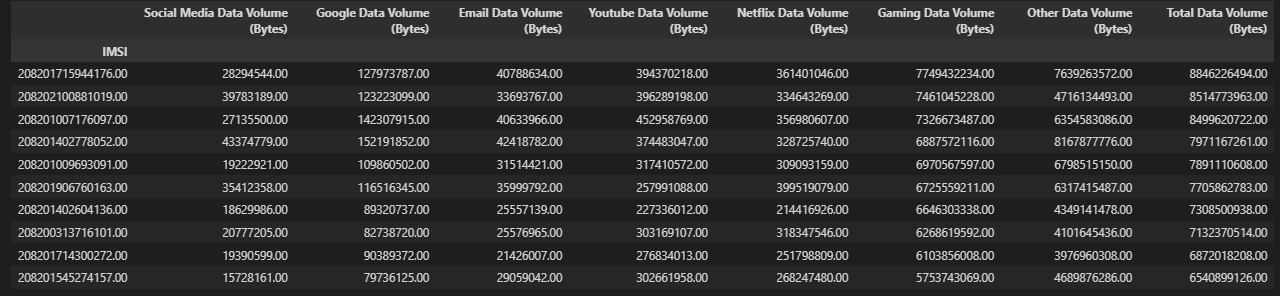 Social Media Data Volume (Bytes) Google Data Volume (Bytes) Email Data Volume (Bytes) Youtube Data Volume (Bytes) Netflix Data Volume (Bytes) Gaming Data Volume (Bytes) Other Data Volume (Bytes) Total Data Volume (Bytes)
IMSI
208201715944176.00 28294544.00 127973787.00 40788634.00 394370218.00 361401046.00 7749432234.00 7639263572.00 8846226494.00
208202100881019.00 39783189.00 123223099.00 33693767.00 396289198.00 334643269.00 7461045228.00 4716134493.00 8514773963.00
208201007176097.00 27135500.00 142307915.00 40633966.00 452958769.00 356980607.00 7326673487.00 6354583086.00 8499620722.00
208201402778052.00 43374779.00 152191852.00 42418782.00 374483047.00 328725740.00 6887572116.00 8167877776.00 7971167261.00
208201009693091.00 19222921.00 109860502.00 31514421.00 317410572.00 309093159.00 6970567597.00 6798515150.00 7891110608.00
208201906760163.00 35412358.00 116516345.00 35999792.00 257991088.00 399519079.00 6725559211.00 6317415487.00 7705862783.00
208201402604136.00 18629986.00 89320737.00 25557139.00 227336012.00 214416926.00 6646303338.00 4349141478.00 7308500938.00
208200313716101.00 20777205.00 82738720.00 25576965.00 303169107.00 318347546.00 6268619592.00 4101645436.00 7132370514.00
208201714300272.00 19390599.00 90389372.00 21426007.00 276834013.00 251798809.00 6103856008.00 3976960308.00 6872018208.00
208201545274157.00 15728161.00 79736125.00 29059042.00 302661958.00 268247480.00 5753743069.00 4689876286.00 6540899126.00